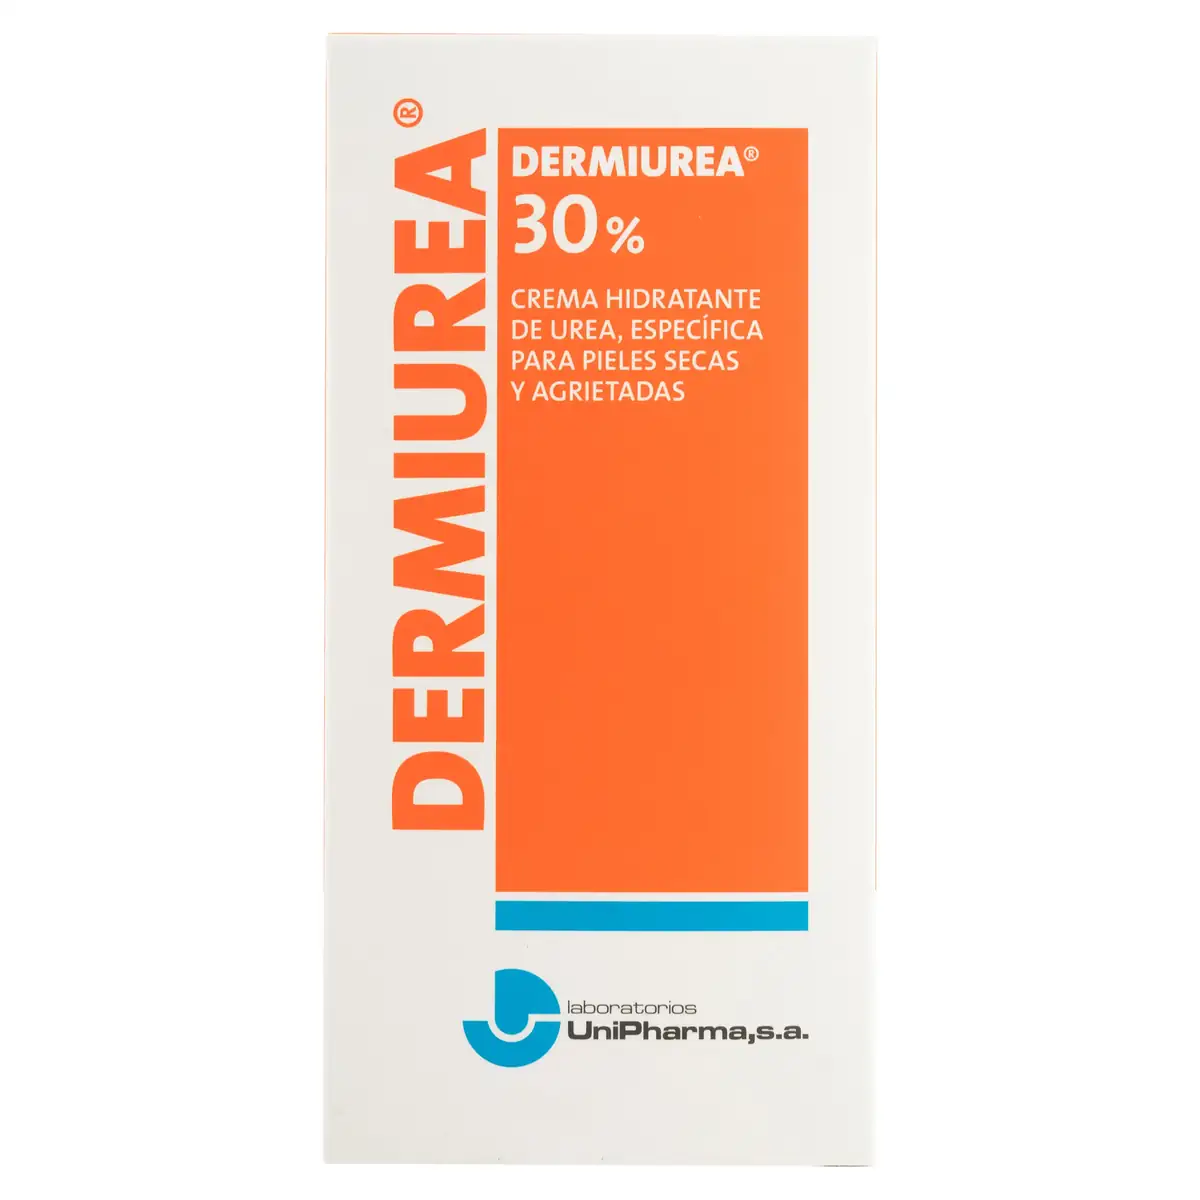 DERMIUREA®
DERMIUREA®
30%
CREMA HIDRATANTE
DE UREA, ESPECÍFICA
PARA PIELES SECAS
Y AGRIETADAS
laboratorios
UniPharma,s.a.